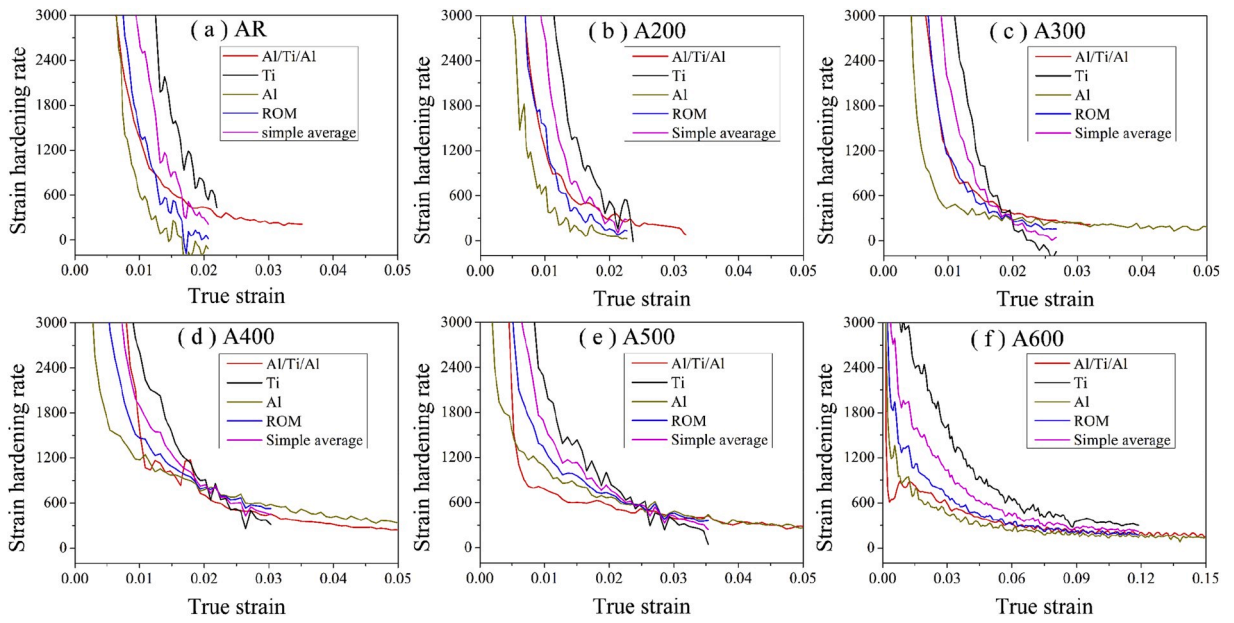 ( a ) AR
Strain hardening rate
3000
2400
1800
1200
600
0
Al/Ti/Al
Ti
Al
ROM
simple average
0.00 0.01 0.02 0.03 0.04 0.05
True strain
( b ) A200
Strain hardening rate
3000
2400
1800
1200
600
0
Al/Ti/Al
Ti
Al
ROM
Simple avearage
0.00 0.01 0.02 0.03 0.04 0.05
True strain
( c ) A300
Strain hardening rate
3000
2400
1800
1200
600
0
Al/Ti/Al
Ti
Al
ROM
Simple average
0.00 0.01 0.02 0.03 0.04 0.05
True strain
( d ) A400
Strain hardening rate
3000
2400
1800
1200
600
0
Al/Ti/Al
Ti
Al
ROM
Simple average
0.00 0.01 0.02 0.03 0.04 0.05
True strain
( e ) A500
Strain hardening rate
3000
2400
1800
1200
600
0
Al/Ti/Al
Ti
Al
ROM
Simple average
0.00 0.01 0.02 0.03 0.04 0.05
True strain
( f ) A600
Strain hardening rate
3000
2400
1800
1200
600
0
Al/Ti/Al
Ti
Al
ROM
Simple average
0.00 0.03 0.06 0.09 0.12 0.15
True strain